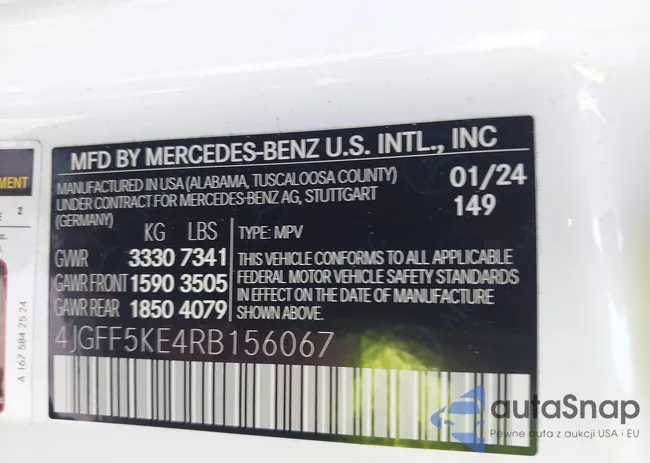 MFD BY MERCEDES-BENZ U.S. INTL., INC
MANUFACTURED IN USA (ALABAMA, TUSCALOOSA COUNTY)
UNDER CONTRACT FOR MERCEDES-BENZ AG, STUTTGART
(GERMANY)
01/24
149
KG LBS
GVWR 3330 7341
GAWR FRONT 1590 3505
GAWR REAR 1850 4079
TYPE: MPV
THIS VEHICLE CONFORMS TO ALL APPLICABLE
FEDERAL MOTOR VEHICLE SAFETY STANDARDS
IN EFFECT ON THE DATE OF MANUFACTURE
SHOWN ABOVE.
4JGFF5KE4RB156067
2
A 167 584 25 24
autaSnap
Pewne auta z aukcji USA i EU